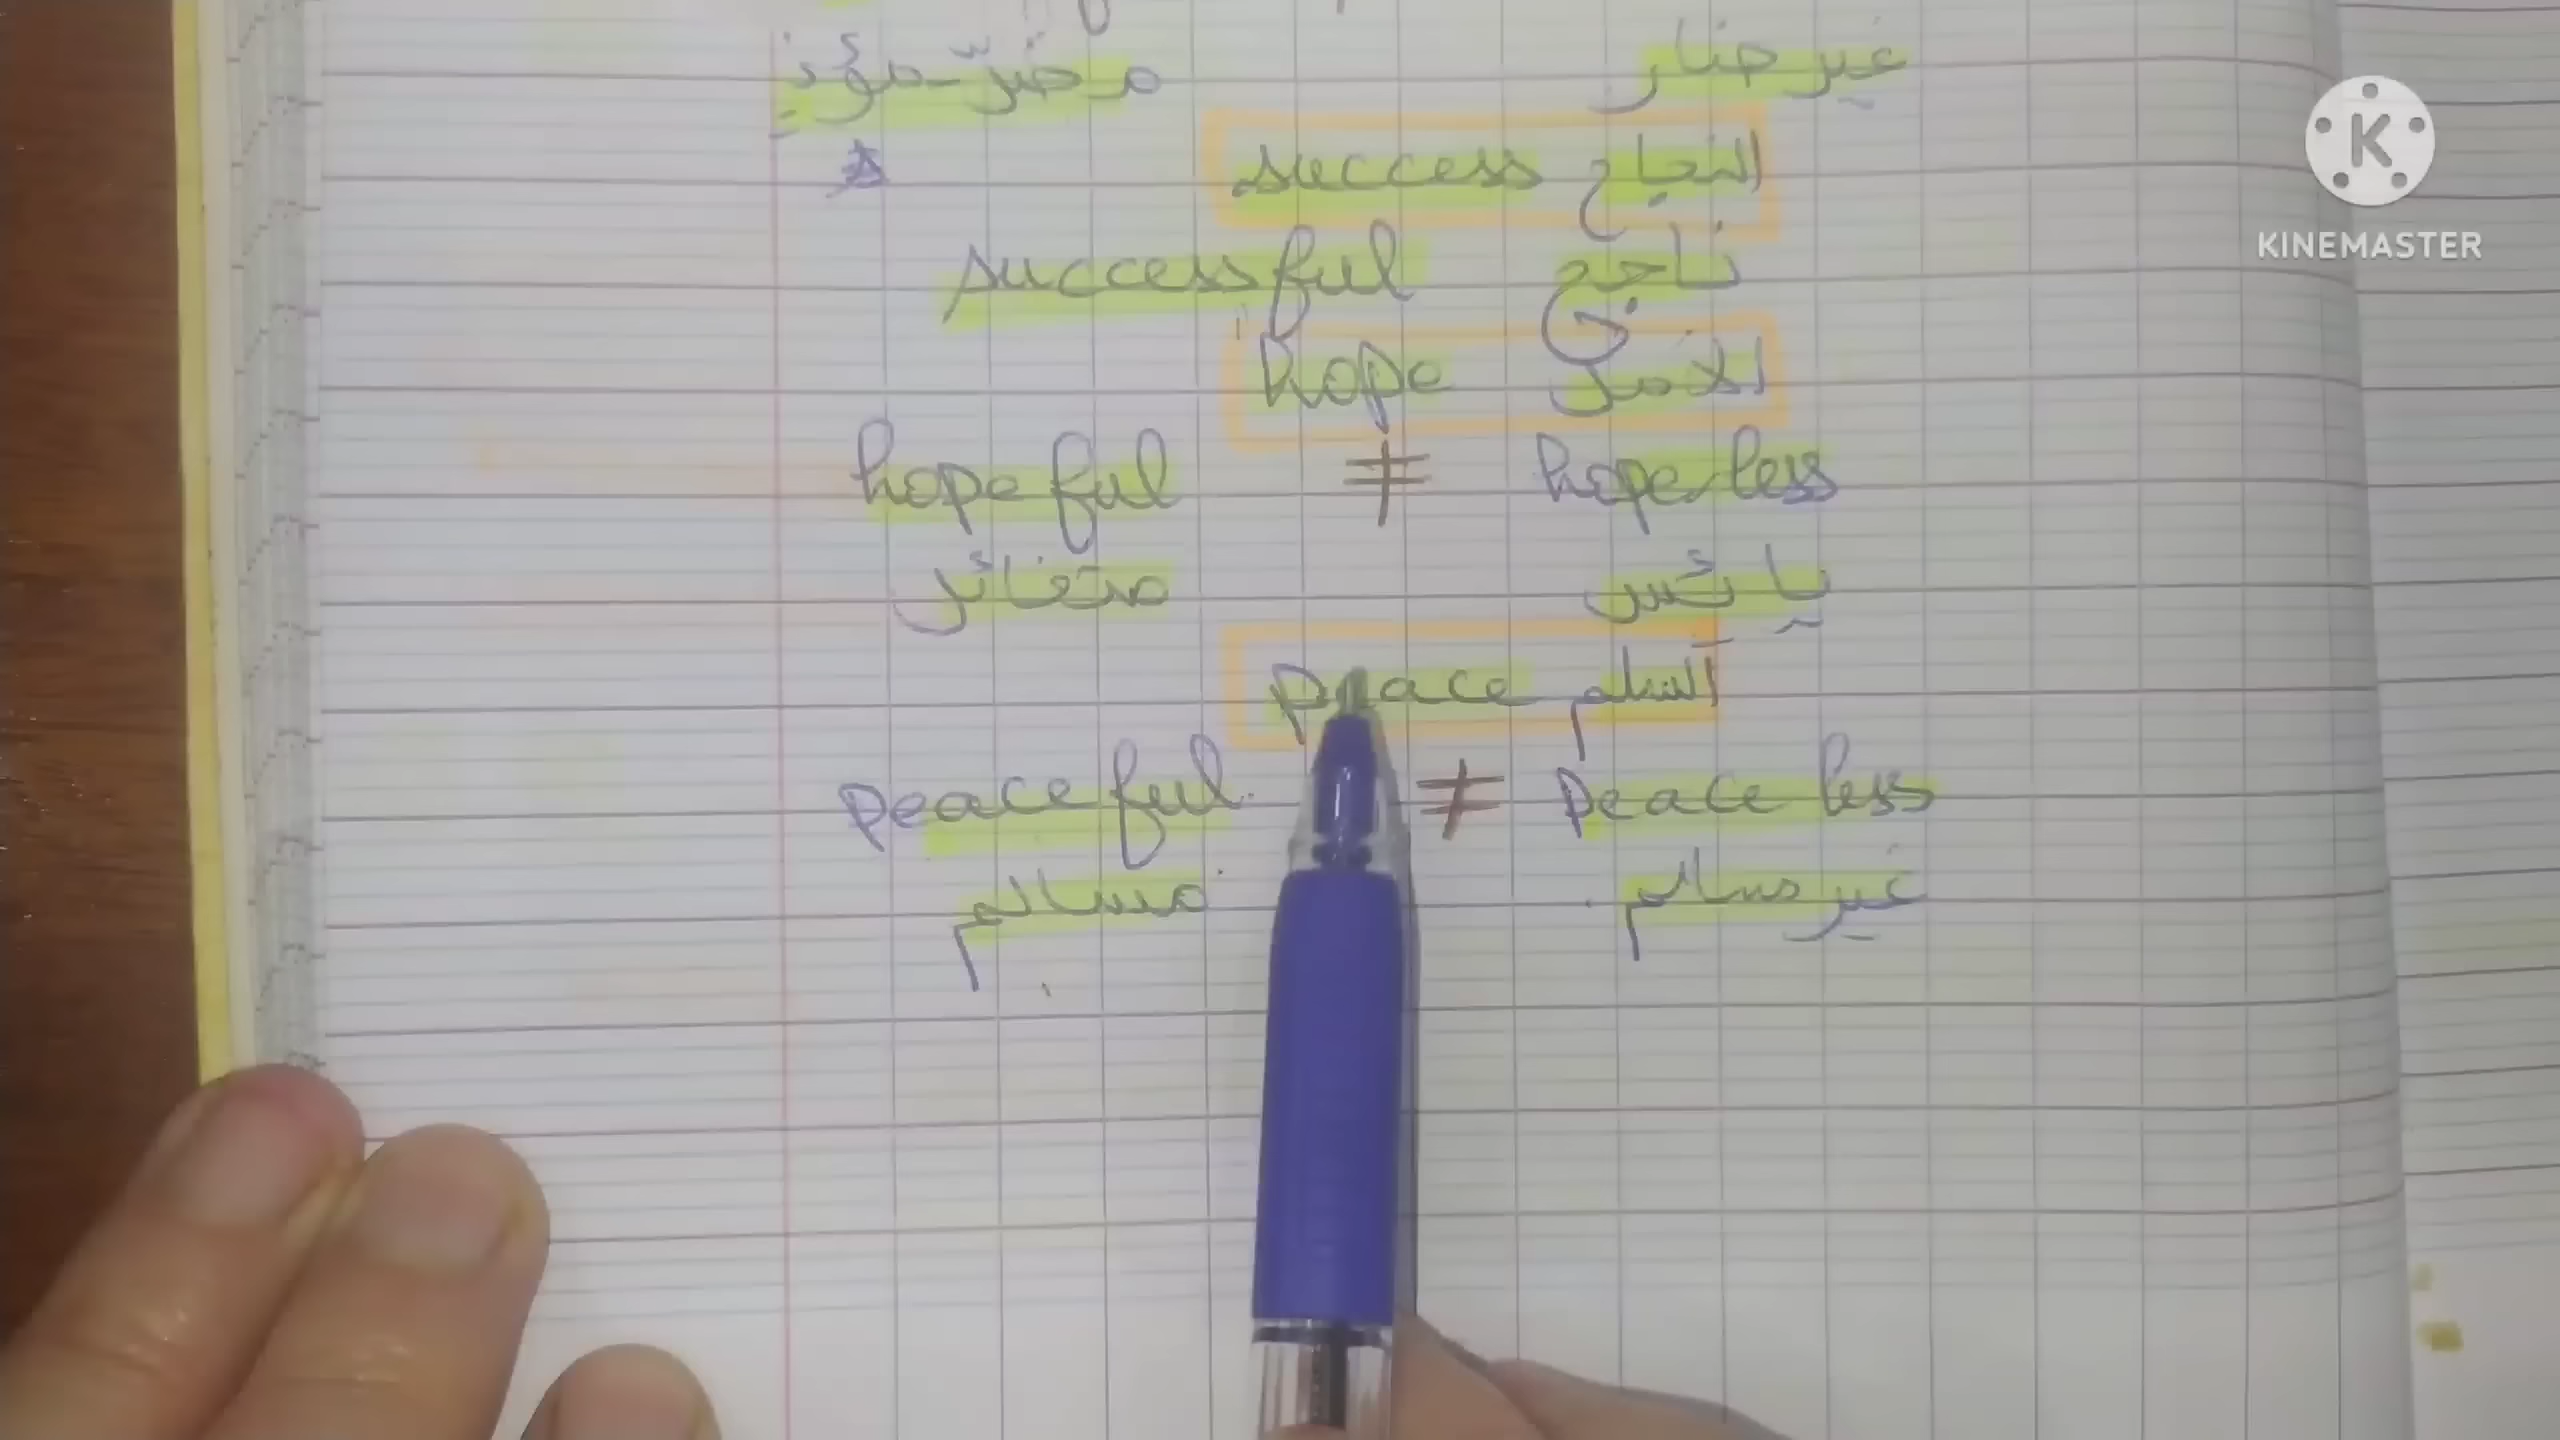 مضرّ - مؤذ غير ضار
success النجاح
successful ناجح
hope الأمل
hopeful ≠ hopeless
متفائل يائس
peace السلم
peaceful ≠ peaceless
مسالم غير مسالم
K
KINEMASTER